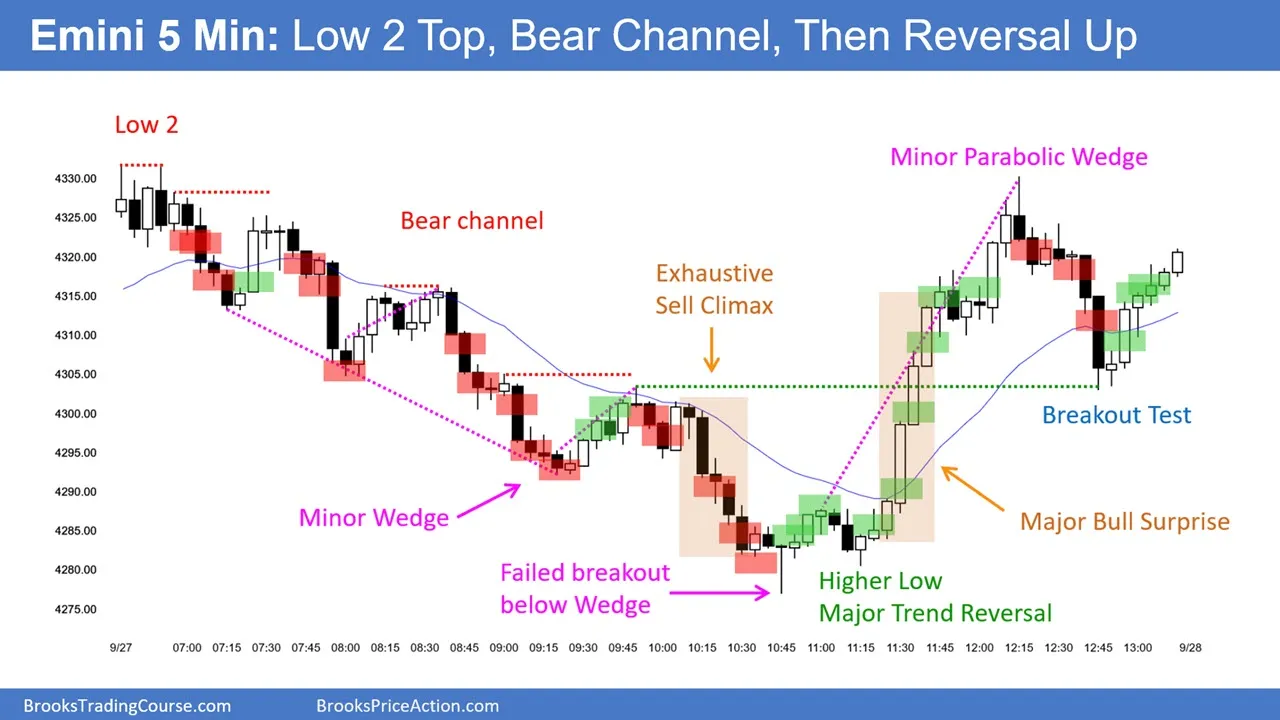 Emini 5 Min: Low 2 Top, Bear Channel, Then Reversal Up
Low 2
Minor Parabolic Wedge
Bear channel
Exhaustive
Sell Climax
Breakout Test
Minor Wedge
Major Bull Surprise
Failed breakout
below Wedge
Higher Low
Major Trend Reversal
4330.00
4325.00
4320.00
4315.00
4310.00
4305.00
4300.00
4295.00
4290.00
4285.00
4280.00
4275.00
9/27 07:00 07:15 07:30 07:45 08:00 08:15 08:30 08:45 09:00 09:15 09:30 09:45 10:00 10:15 10:30 10:45 11:00 11:15 11:30 11:45 12:00 12:15 12:30 12:45 13:00 9/28
BrooksTradingCourse.com BrooksPriceAction.com